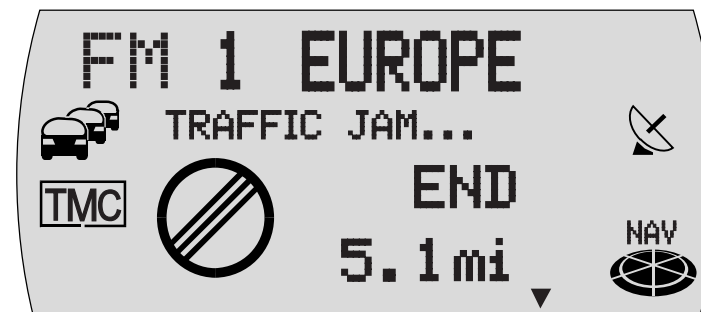 FM 1 EUROPE
TRAFFIC JAM...
END
TMC
NAV
5.1mi